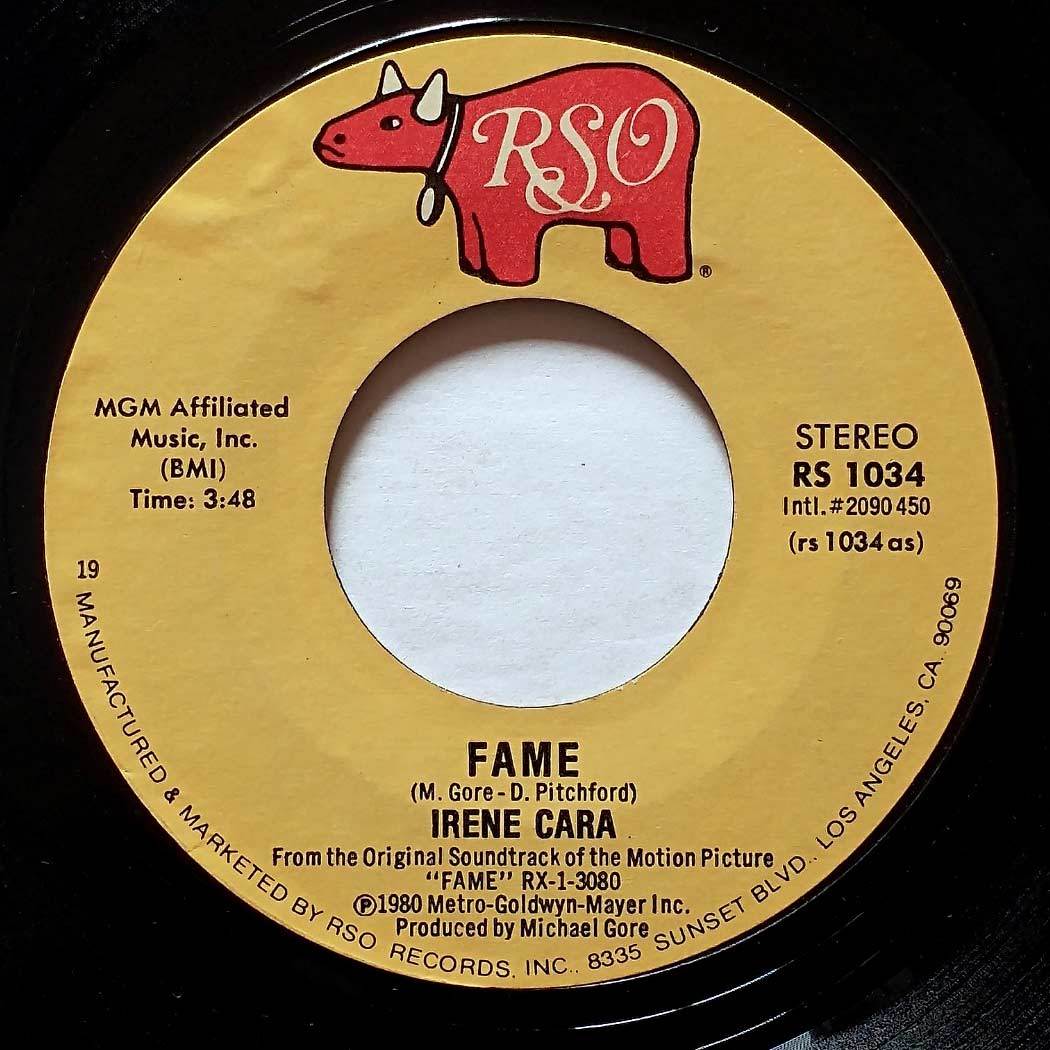 RSO
®
MGM Affiliated
Music, Inc.
(BMI)
Time: 3:48
STEREO
RS 1034
Intl.#2090 450
(rs 1034 as)
19
MANUFACTURED & MARKETED BY RSO RECORDS, INC., 8335 SUNSET BLVD., LOS ANGELES, CA. 90069
FAME
(M. Gore - D. Pitchford)
IRENE CARA
From the Original Soundtrack of the Motion Picture
"FAME" RX-1-3080
℗1980 Metro-Goldwyn-Mayer Inc.
Produced by Michael Gore